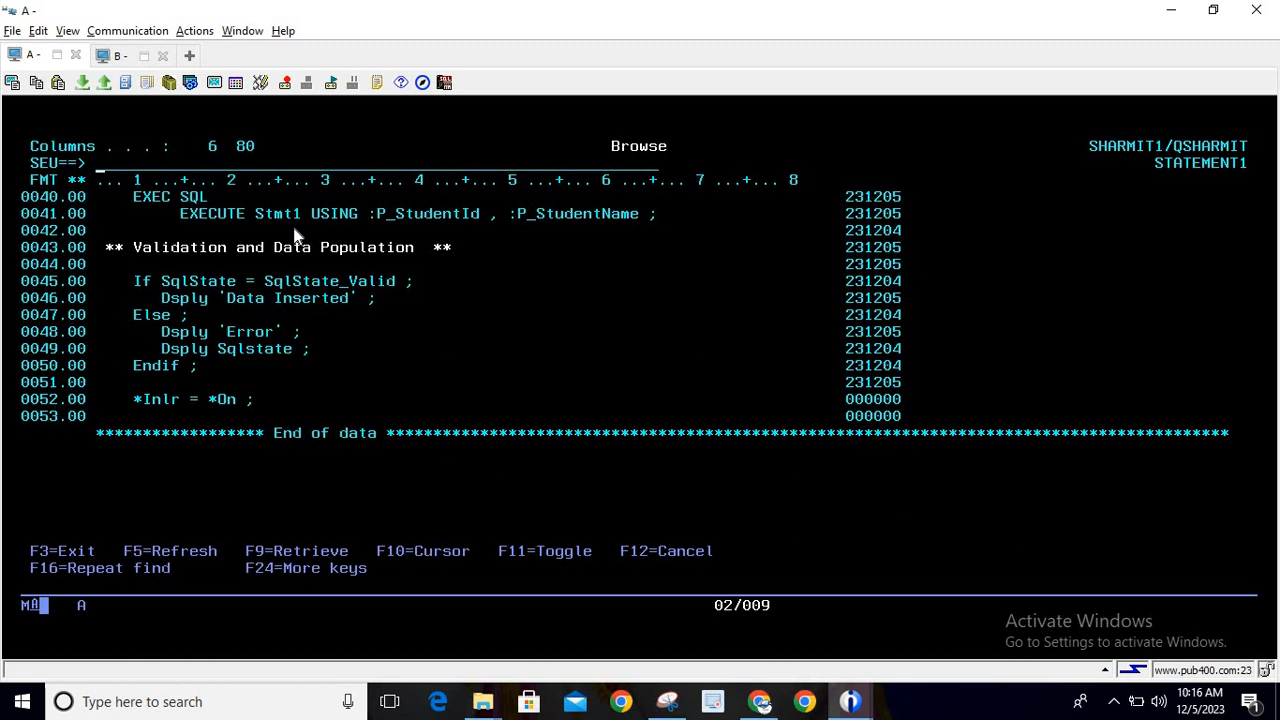 A -
File Edit View Communication Actions Window Help
A - B -
Columns . . . : 6 80 Browse SHARMIT1/QSHARMIT
SEU==> STATEMENT1
FMT ** ... 1 ...+... 2 ...+... 3 ...+... 4 ...+... 5 ...+... 6 ...+... 7 ...+... 8
0040.00 EXEC SQL 231205
0041.00 EXECUTE Stmt1 USING :P_StudentId , :P_StudentName ; 231205
0042.00 231204
0043.00 ** Validation and Data Population ** 231205
0044.00 231205
0045.00 If SqlState = SqlState_Valid ; 231204
0046.00 Dsply 'Data Inserted' ; 231205
0047.00 Else ; 231204
0048.00 Dsply 'Error' ; 231205
0049.00 Dsply Sqlstate ; 231204
0050.00 Endif ; 231204
0051.00 231205
0052.00 *Inlr = *On ; 000000
0053.00 000000
****************** End of data ******************************************************************************************
F3=Exit F5=Refresh F9=Retrieve F10=Cursor F11=Toggle F12=Cancel
F16=Repeat find F24=More keys
MA A 02/009
Activate Windows
Go to Settings to activate Windows.
www.pub400.com:23
Type here to search
10:16 AM
12/5/2023